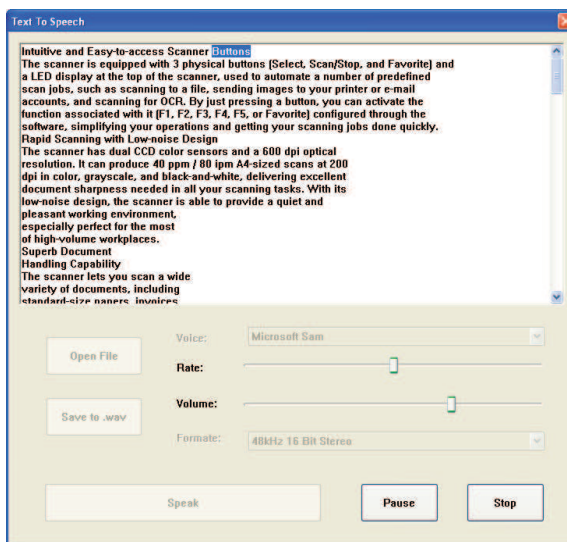 Text To Speech
Intuitive and Easy-to-access Scanner Buttons
The scanner is equipped with 3 physical buttons (Select, Scan/Stop, and Favorite) and
a LED display at the top of the scanner, used to automate a number of predefined
scan jobs, such as scanning to a file, sending images to your printer or e-mail
accounts, and scanning for OCR. By just pressing a button, you can activate the
function associated with it (F1, F2, F3, F4, F5, or Favorite) configured through the
software, simplifying your operations and getting your scanning jobs done quickly.
Rapid Scanning with Low-noise Design
The scanner has dual CCD color sensors and a 600 dpi optical
resolution. It can produce 40 ppm / 80 ipm A4-sized scans at 200
dpi in color, grayscale, and black-and-white, delivering excellent
document sharpness needed in all your scanning tasks. With its
low-noise design, the scanner is able to provide a quiet and
pleasant working environment,
especially perfect for the most
of high-volume workplaces.
Superb Document
Handling Capability
The scanner lets you scan a wide
variety of documents, including
standard-size papers, invoices
Open File
Voice:
Microsoft Sam
Rate:
Save to .wav
Volume:
Formate:
48kHz 16 Bit Stereo
Speak
Pause
Stop